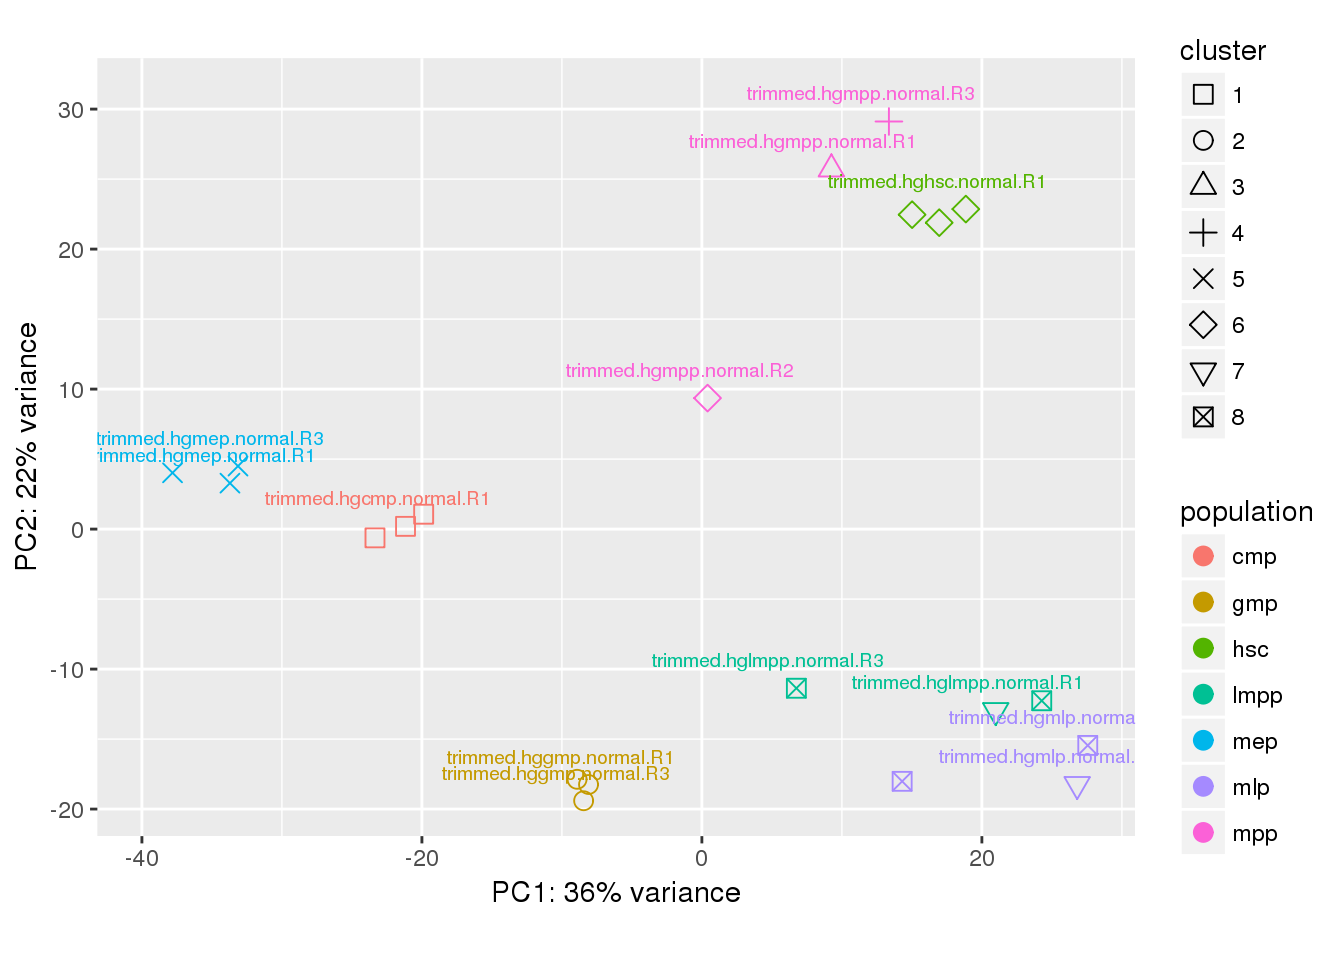 cluster
1
2
3
4
5
6
7
8
population
cmp
gmp
hsc
lmpp
mep
mlp
mpp
PC2: 22% variance
30
20
10
0
-10
-20
trimmed.hgmpp.normal.R3
trimmed.hgmpp.normal.R1
trimmed.hghsc.normal.R1
trimmed.hgmpp.normal.R2
trimmed.hgmep.normal.R3
rimmed.hgmep.normal.R1
trimmed.hgcmp.normal.R1
trimmed.hglmpp.normal.R3
trimmed.hglmpp.normal.R1
trimmed.hgmlp.norma
trimmed.hgmlp.normal.
trimmed.hggmp.normal.R1
trimmed.hggmp.normal.R3
-40
-20
0
20
PC1: 36% variance